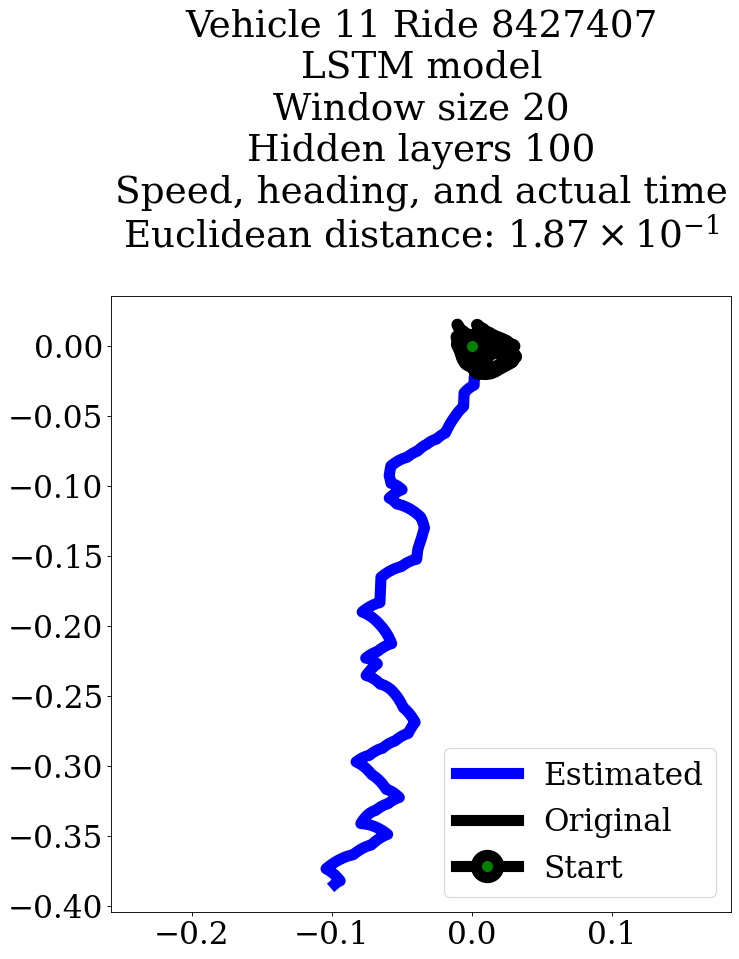 Vehicle 11 Ride 8427407
LSTM model
Window size 20
Hidden layers 100
Speed, heading, and actual time
Euclidean distance: 1.87 × 10⁻¹
0.00
−0.05
−0.10
−0.15
−0.20
−0.25
−0.30
−0.35
−0.40
−0.2 −0.1 0.0 0.1
Estimated
Original
Start